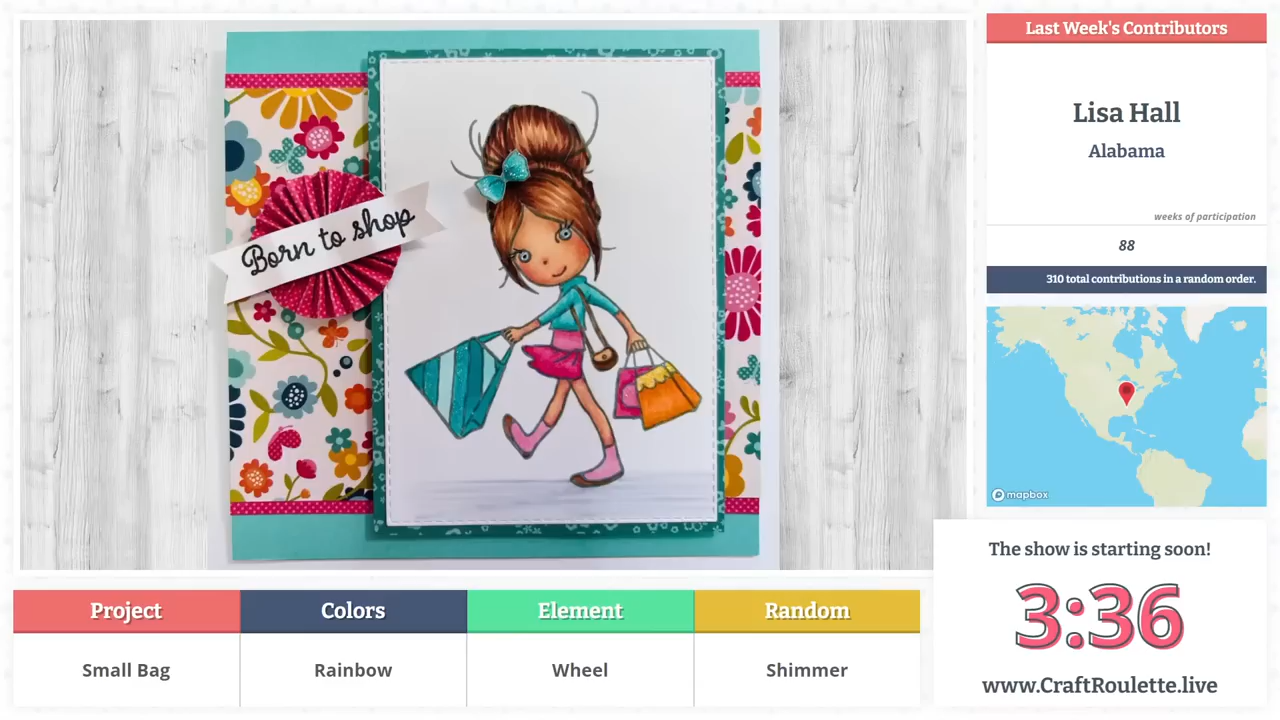 Last Week's Contributors
Born to shop
Lisa Hall
Alabama
weeks of participation
88
310 total contributions in a random order.
mapbox
The show is starting soon!
3:36
www.CraftRoulette.live
Project
Colors
Element
Random
Small Bag
Rainbow
Wheel
Shimmer